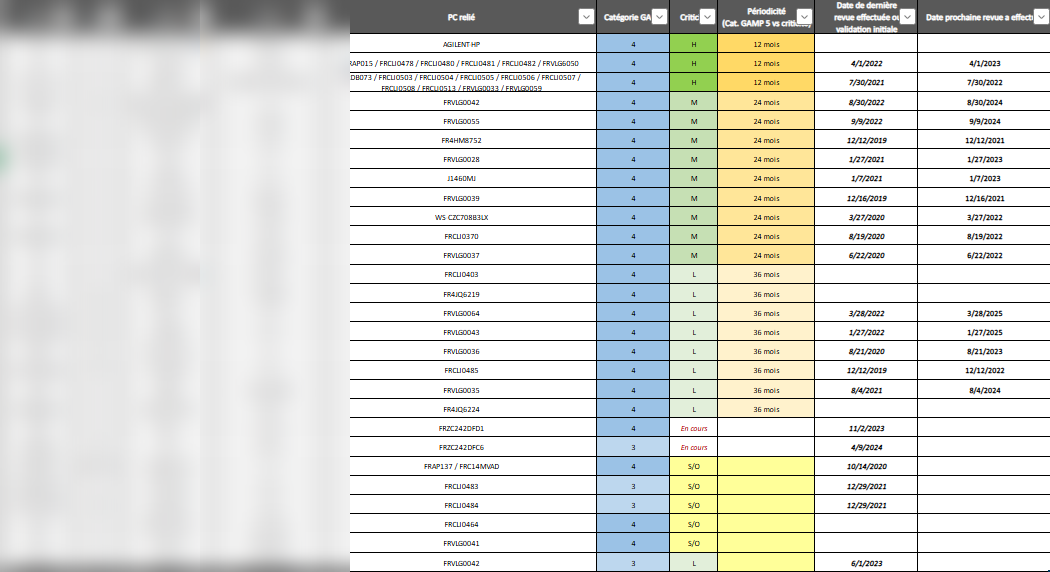 PC relié Catégorie GA Critic Périodicité (Cat. GAMP 5 vs criticité) Date de dernière revue effectuée ou validation initiale Date prochaine revue a effectu
AGILENT-HP 4 H 12 mois
RAP015 / FRCLI0478 / FRCLI0480 / FRCLI0481 / FRCLI0482 / FRVLG6050 4 H 12 mois 4/1/2022 4/1/2023
DB073 / FRCLI0503 / FRCLI0504 / FRCLI0505 / FRCLI0506 / FRCLI0507 /
FRCLI0508 / FRCLI0513 / FRVLG0033 / FRVLG0059 4 H 12 mois 7/30/2021 7/30/2022
FRVLG0042 4 M 24 mois 8/30/2022 8/30/2024
FRVLG0055 4 M 24 mois 9/9/2022 9/9/2024
FR4HM8752 4 M 24 mois 12/12/2019 12/12/2021
FRVLG0028 4 M 24 mois 1/27/2021 1/27/2023
J1460MJ 4 M 24 mois 1/7/2021 1/7/2023
FRVLG0039 4 M 24 mois 12/16/2019 12/16/2021
WS-CZC708B3LX 4 M 24 mois 3/27/2020 3/27/2022
FRCLI0370 4 M 24 mois 8/19/2020 8/19/2022
FRVLG0037 4 M 24 mois 6/22/2020 6/22/2022
FRCLI0403 4 L 36 mois
FR4JQ6219 4 L 36 mois
FRVLG0064 4 L 36 mois 3/28/2022 3/28/2025
FRVLG0043 4 L 36 mois 1/27/2022 1/27/2025
FRVLG0036 4 L 36 mois 8/21/2020 8/21/2023
FRCLI0485 4 L 36 mois 12/12/2019 12/12/2022
FRVLG0035 4 L 36 mois 8/4/2021 8/4/2024
FR4JQ6224 4 L 36 mois
FRZC242DFD1 4 En cours 11/2/2023
FRZC242DFC6 3 En cours 4/9/2024
FRAP137 / FRC14MVAD 4 S/O 10/14/2020
FRCLI0483 3 S/O 12/29/2021
FRCLI0484 3 S/O 12/29/2021
FRCLI0464 4 S/O
FRVLG0041 4 S/O
FRVLG0042 3 L 6/1/2023